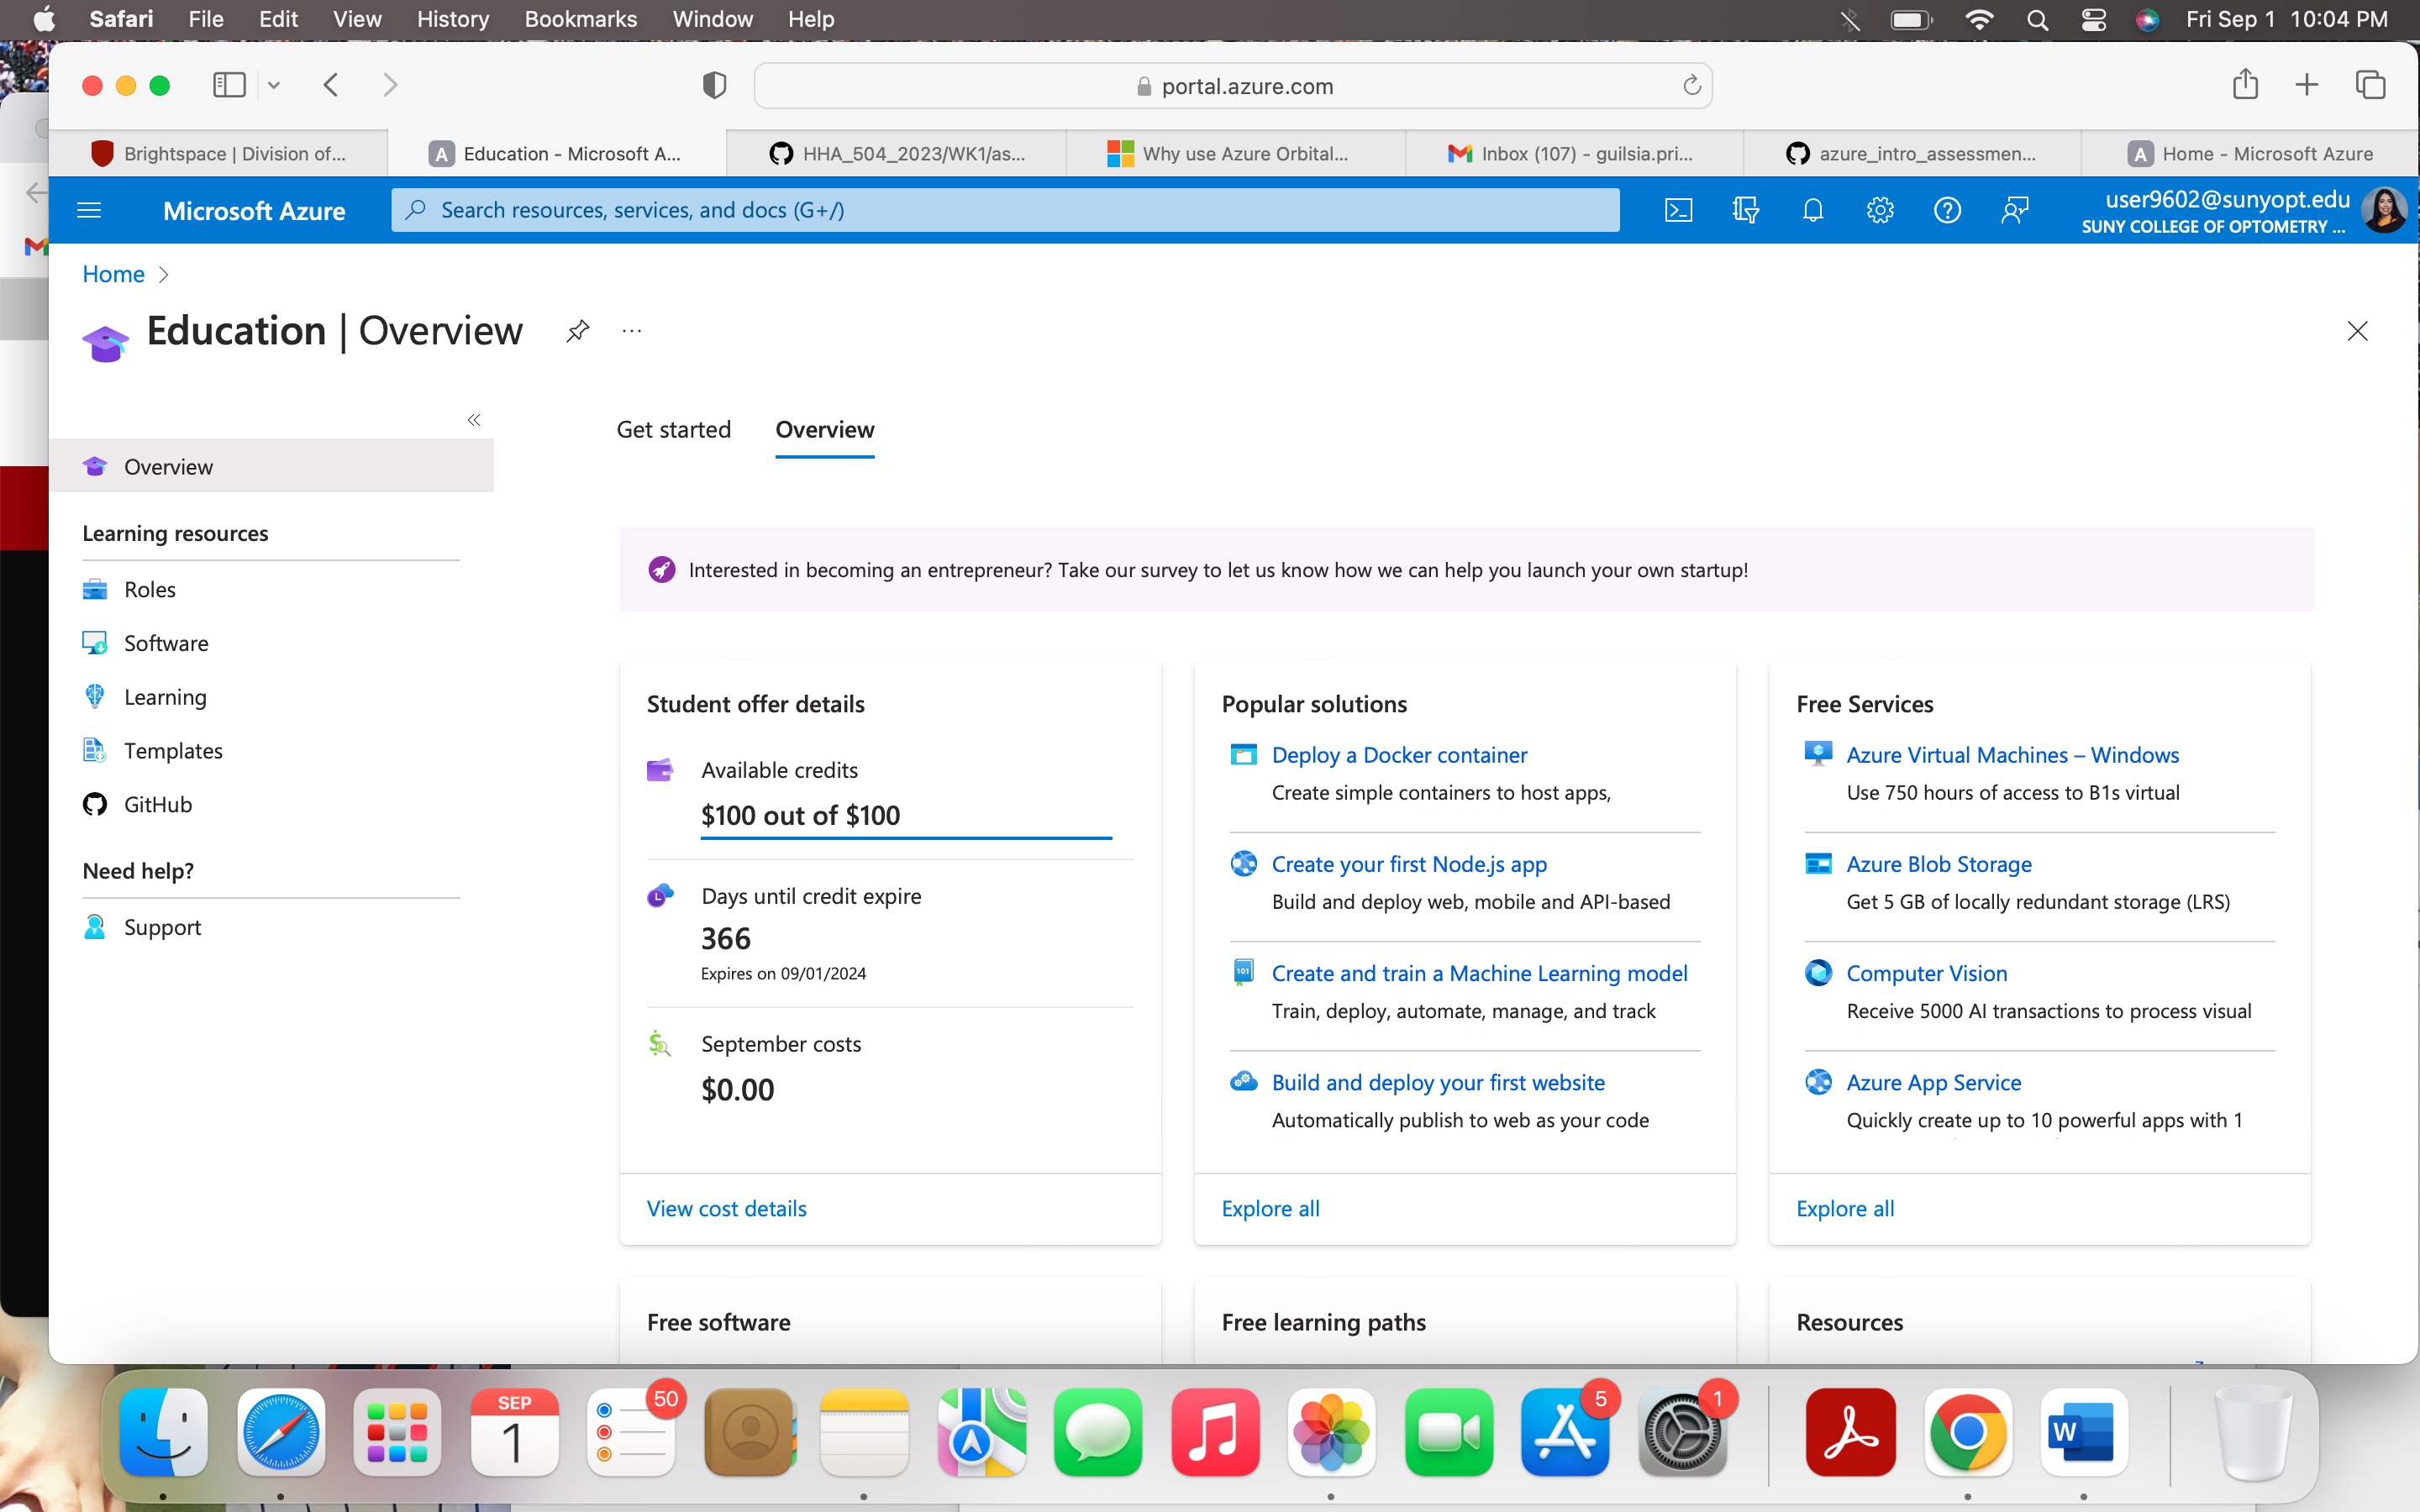 Safari File Edit View History Bookmarks Window Help Fri Sep 1 10:04 PM
portal.azure.com
Brightspace | Division of... A Education - Microsoft A... HHA_504_2023/WK1/as... Why use Azure Orbital... Inbox (107) - guilsia.pri... azure_intro_assessmen... A Home - Microsoft Azure
Microsoft Azure Search resources, services, and docs (G+/) user9602@sunyopt.edu
SUNY COLLEGE OF OPTOMETRY ...
Home >
Education | Overview ...
Overview
Learning resources
Roles
Software
Learning
Templates
GitHub
Need help?
Support
Get started Overview
Interested in becoming an entrepreneur? Take our survey to let us know how we can help you launch your own startup!
Student offer details
Available credits
$100 out of $100
Days until credit expire
366
Expires on 09/01/2024
September costs
$0.00
View cost details
Popular solutions
Deploy a Docker container
Create simple containers to host apps,
Create your first Node.js app
Build and deploy web, mobile and API-based
101
Create and train a Machine Learning model
Train, deploy, automate, manage, and track
Build and deploy your first website
Automatically publish to web as your code
Explore all
Free Services
Azure Virtual Machines – Windows
Use 750 hours of access to B1s virtual
Azure Blob Storage
Get 5 GB of locally redundant storage (LRS)
Computer Vision
Receive 5000 AI transactions to process visual
Azure App Service
Quickly create up to 10 powerful apps with 1
Explore all
Free software
Free learning paths
Resources
SEP
1
50
5
1
W